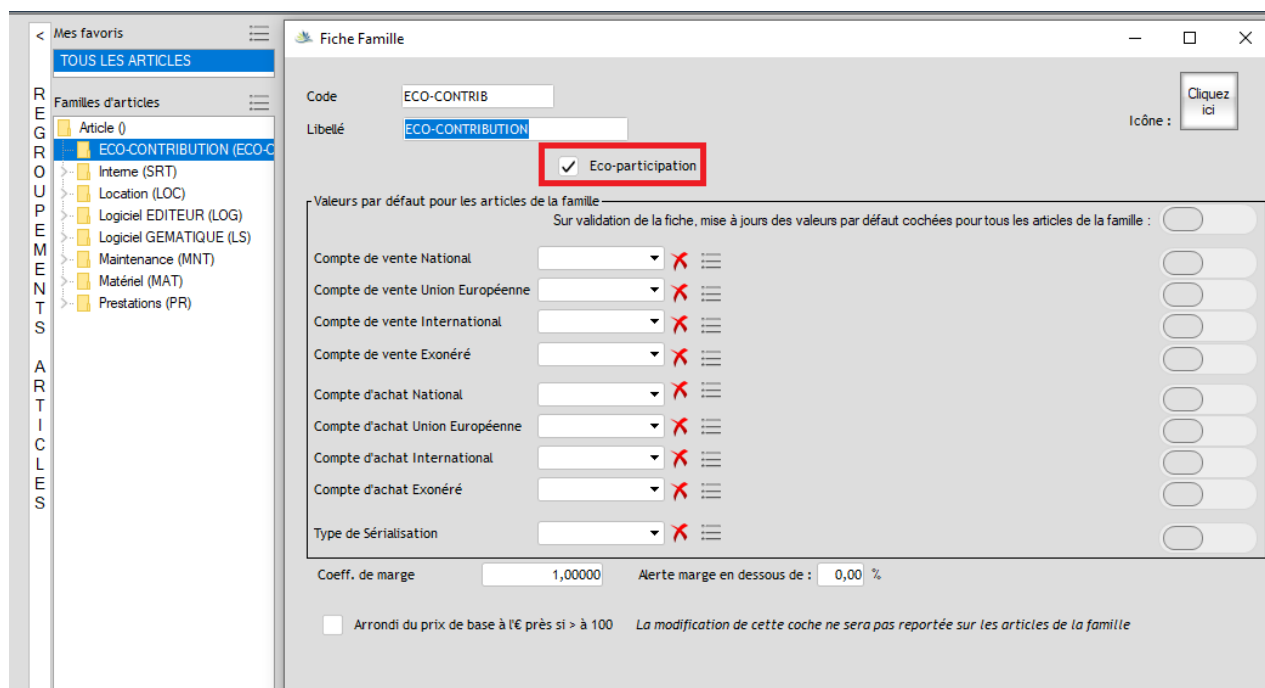 <
REGROUPEMENTS ARTICLES
Mes favoris
TOUS LES ARTICLES
Familles d'articles
Article ()
ECO-CONTRIBUTION (ECO-C
Interne (SRT)
Location (LOC)
Logiciel EDITEUR (LOG)
Logiciel GEMATIQUE (LS)
Maintenance (MNT)
Matériel (MAT)
Prestations (PR)
Fiche Famille
Code ECO-CONTRIB
Libellé ECO-CONTRIBUTION
Icône : Cliquez ici
Eco-participation
Valeurs par défaut pour les articles de la famille
Sur validation de la fiche, mise à jours des valeurs par défaut cochées pour tous les articles de la famille :
Compte de vente National
Compte de vente Union Européenne
Compte de vente International
Compte de vente Exonéré
Compte d'achat National
Compte d'achat Union Européenne
Compte d'achat International
Compte d'achat Exonéré
Type de Sérialisation
Coeff. de marge 1,00000 Alerte marge en dessous de : 0,00 %
Arrondi du prix de base à l'€ près si > à 100 La modification de cette coche ne sera pas reportée sur les articles de la famille